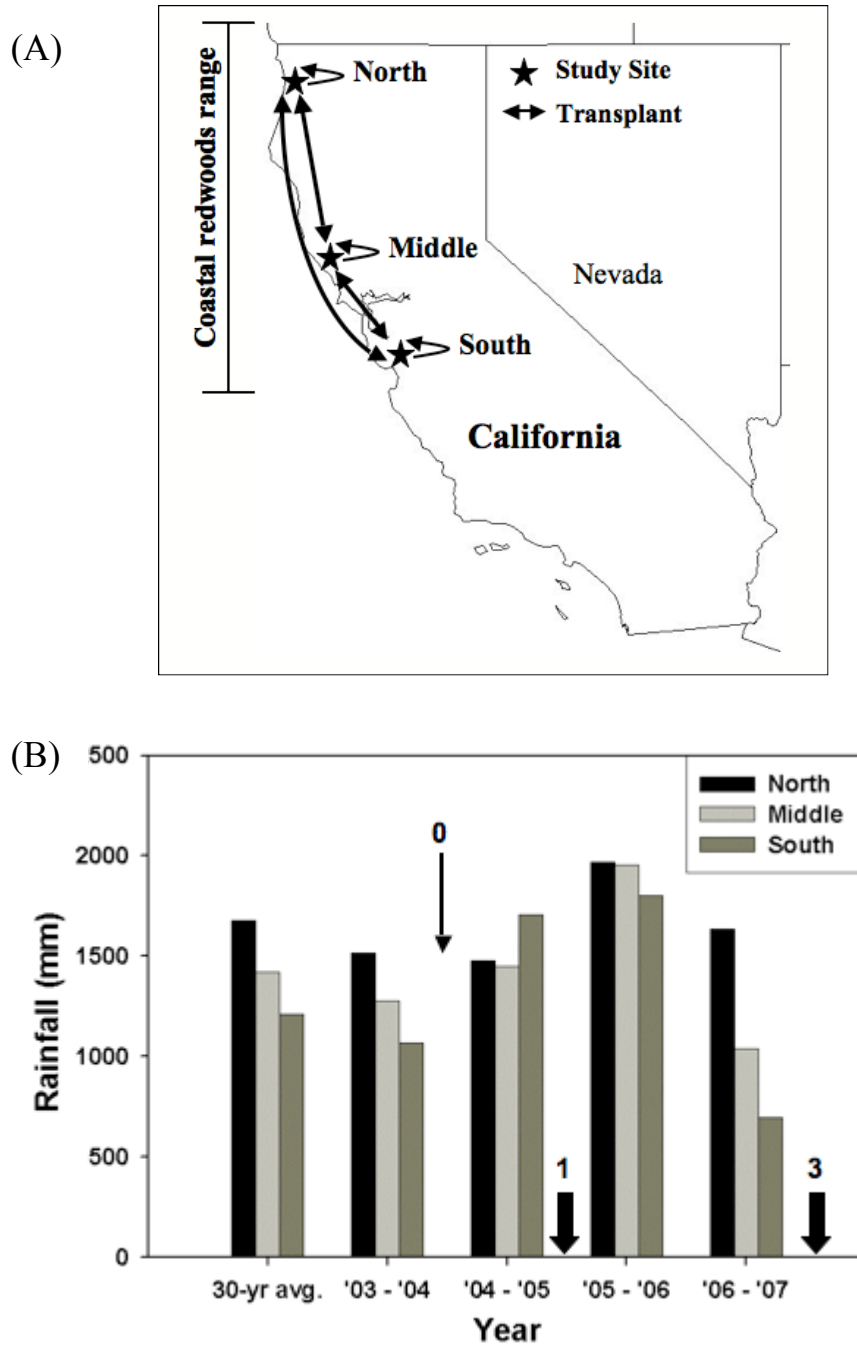 (A)
Coastal redwoods range
North
Study Site
Transplant
Middle
Nevada
South
California
(B)
Rainfall (mm)
500
2000
1500
1000
500
0
North
Middle
South
0
1
3
30-yr avg.
'03 - '04
'04 - '05
'05 - '06
'06 - '07
Year